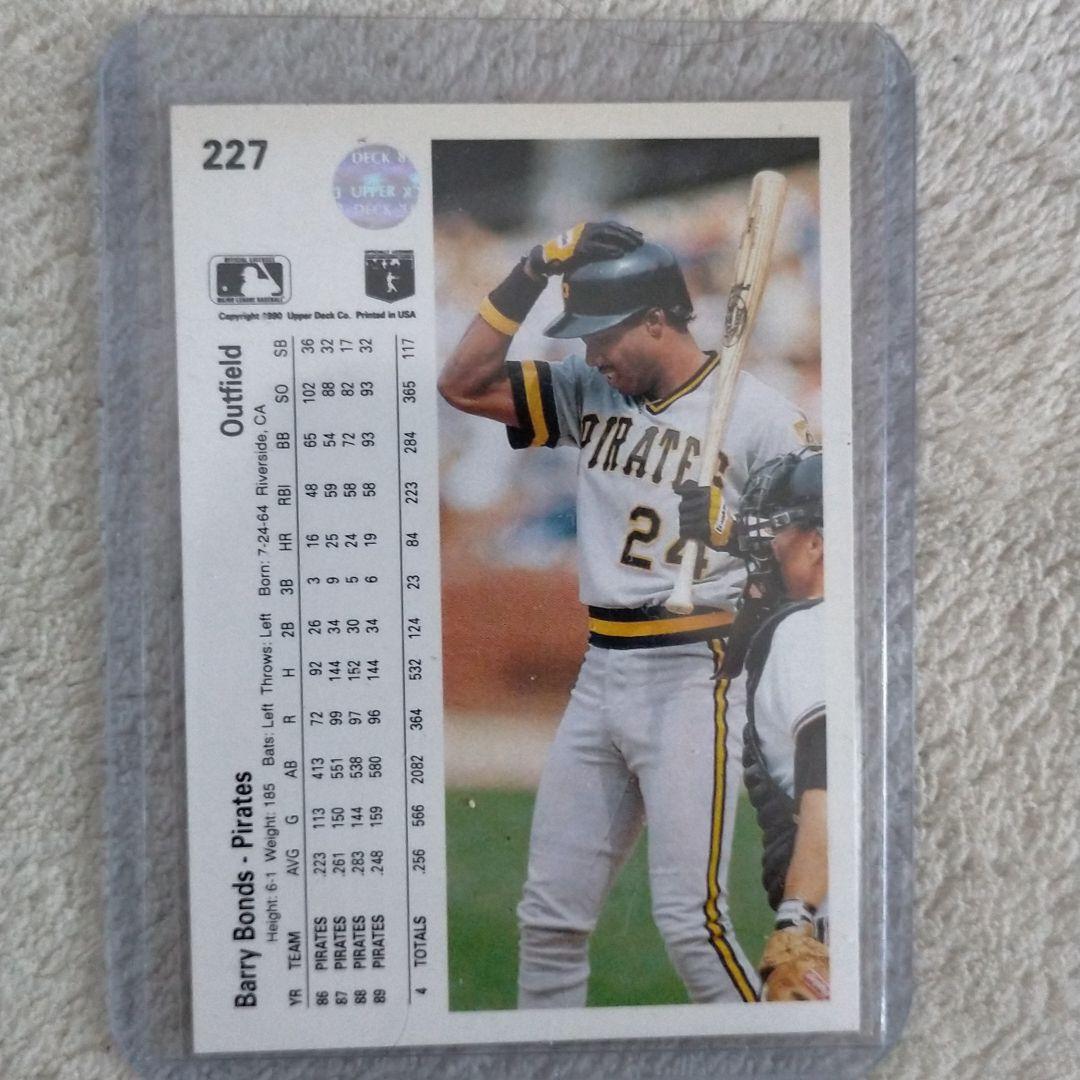 227
DECK
UPPER
DECK
OFFICIAL LICENSEE
MAJOR LEAGUE BASEBALL
Copyright 1990 Upper Deck Co. Printed in USA
Barry Bonds - Pirates Outfield
Height: 6-1 Weight: 185 Bats: Left Throws: Left Born: 7-24-64 Riverside, CA
YR TEAM AVG G AB R H 2B 3B HR RBI BB SO SB
86 PIRATES .223 113 413 72 92 26 3 16 48 65 102 36
87 PIRATES .261 150 551 99 144 34 9 25 59 54 88 32
88 PIRATES .283 144 538 97 152 30 5 24 58 72 82 17
89 PIRATES .248 159 580 96 144 34 6 19 58 93 93 32
4 TOTALS .256 566 2082 364 532 124 23 84 223 284 365 117
PIRATES
24